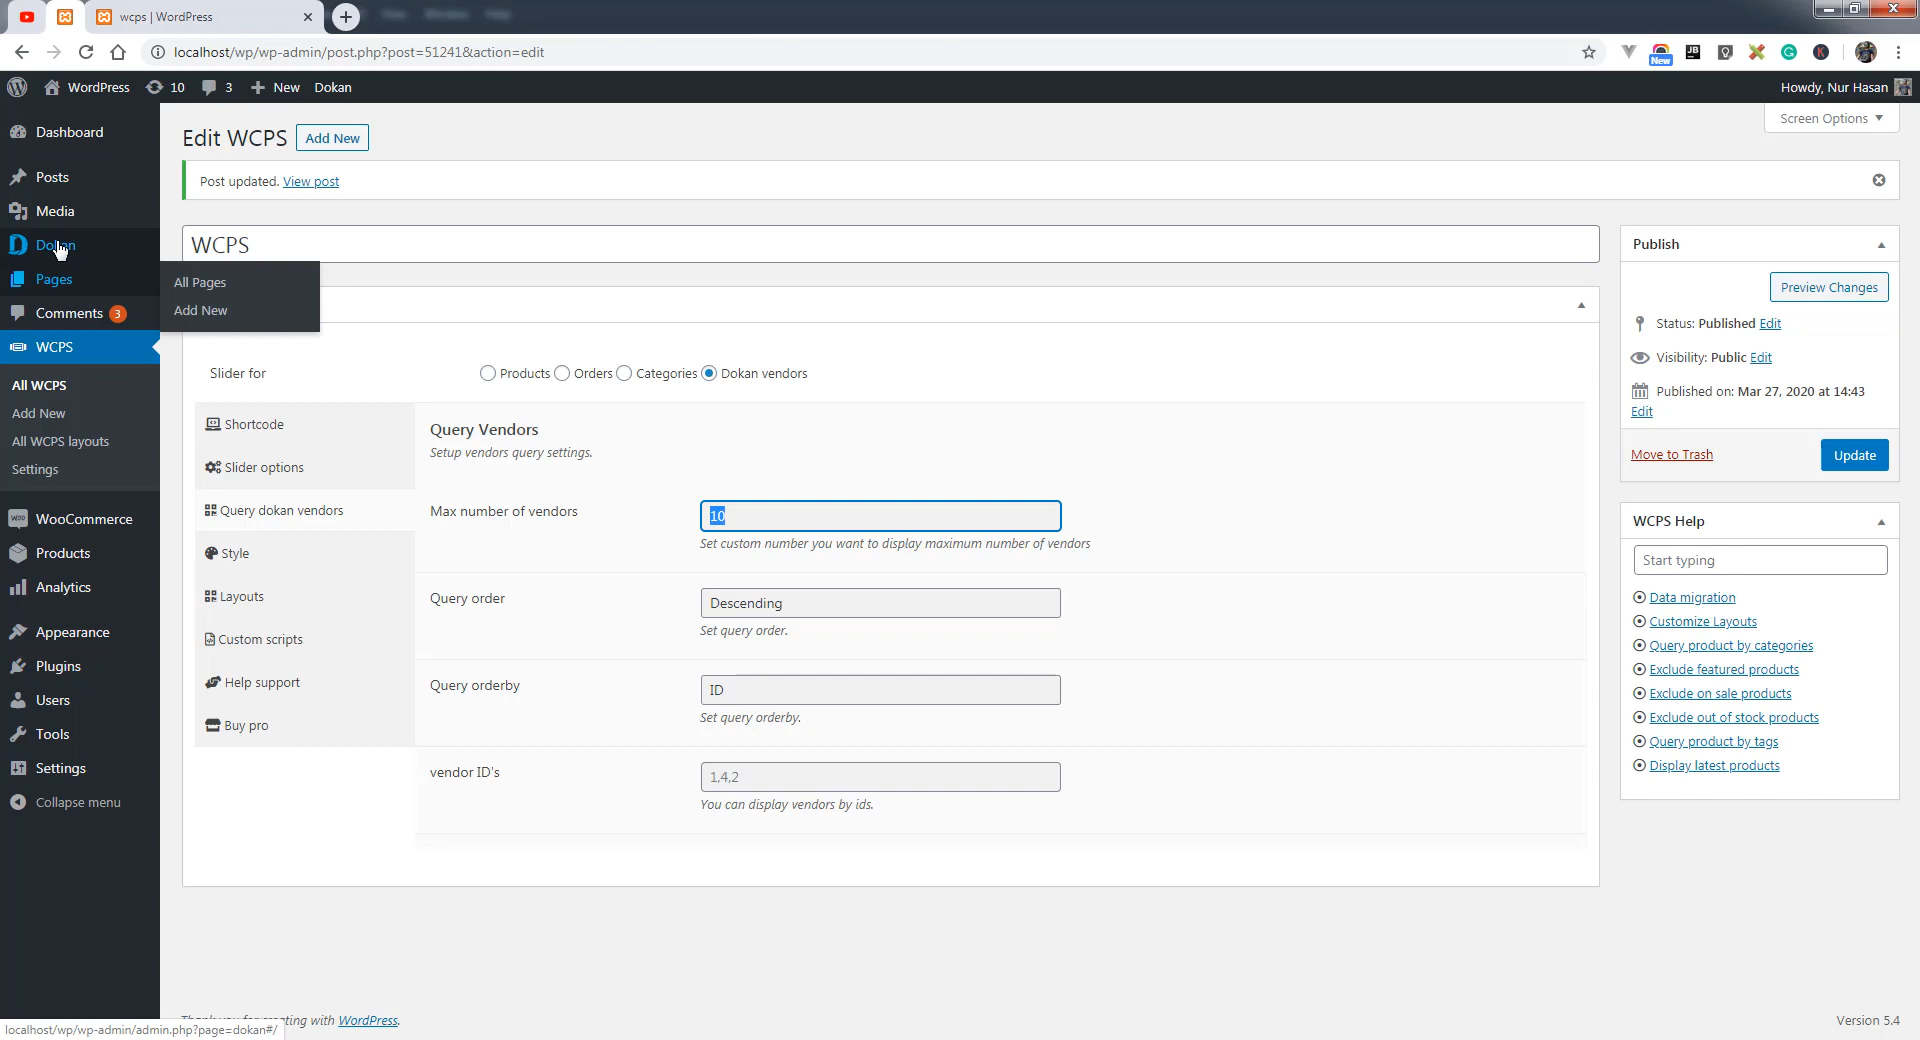 wcps | WordPress
localhost/wp/wp-admin/post.php?post=51241&action=edit
New
WordPress 10 3 New Dokan
Howdy, Nur Hasan
Dashboard
Posts
Media
Dokan
Pages
Comments 3
WCPS
All WCPS
Add New
All WCPS layouts
Settings
WooCommerce
Products
Analytics
Appearance
Plugins
Users
Tools
Settings
Collapse menu
All Pages
Add New
Screen Options
Edit WCPS Add New
Post updated. View post
WCPS
Slider for
Products Orders Categories Dokan vendors
Shortcode
Slider options
Query dokan vendors
Style
Layouts
Custom scripts
Help support
Buy pro
Query Vendors
Setup vendors query settings.
Max number of vendors
10
Set custom number you want to display maximum number of vendors
Query order
Descending
Set query order.
Query orderby
ID
Set query orderby.
vendor ID's
1,4,2
You can display vendors by ids.
Publish
Preview Changes
Status: Published Edit
Visibility: Public Edit
Published on: Mar 27, 2020 at 14:43
Edit
Move to Trash
Update
WCPS Help
Start typing
Data migration
Customize Layouts
Query product by categories
Exclude featured products
Exclude on sale products
Exclude out of stock products
Query product by tags
Display latest products
ting with WordPress.
Version 5.4
localhost/wp/wp-admin/admin.php?page=dokan#/